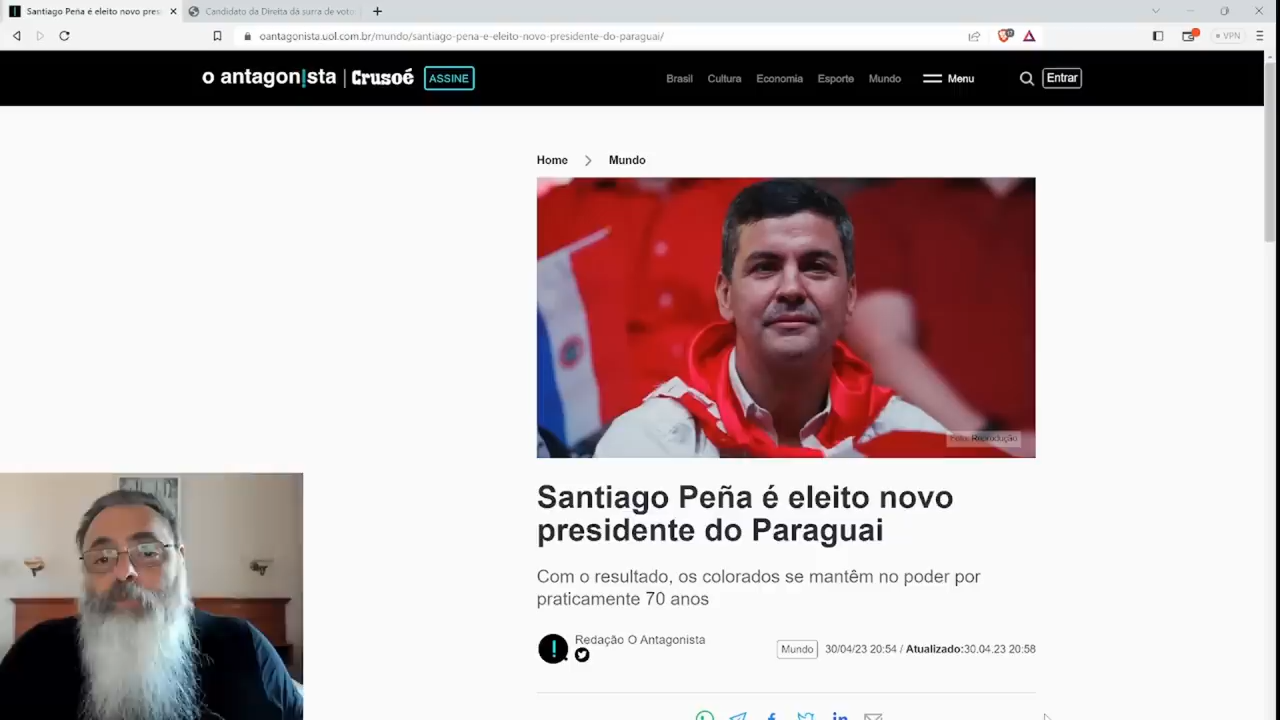 Santiago Peña é eleito novo pres
Candidato da Direita dá surra de voto
oantagonista.uol.com.br/mundo/santiago-pena-e-eleito-novo-presidente-do-paraguai/
VPN
o antagon!sta | Crusoé ASSINE
Brasil Cultura Economia Esporte Mundo Menu Entrar
Home > Mundo
Foto: Reprodução
Santiago Peña é eleito novo
presidente do Paraguai
Com o resultado, os colorados se mantêm no poder por
praticamente 70 anos
Redação O Antagonista
Mundo 30/04/23 20:54 / Atualizado:30.04.23 20:58